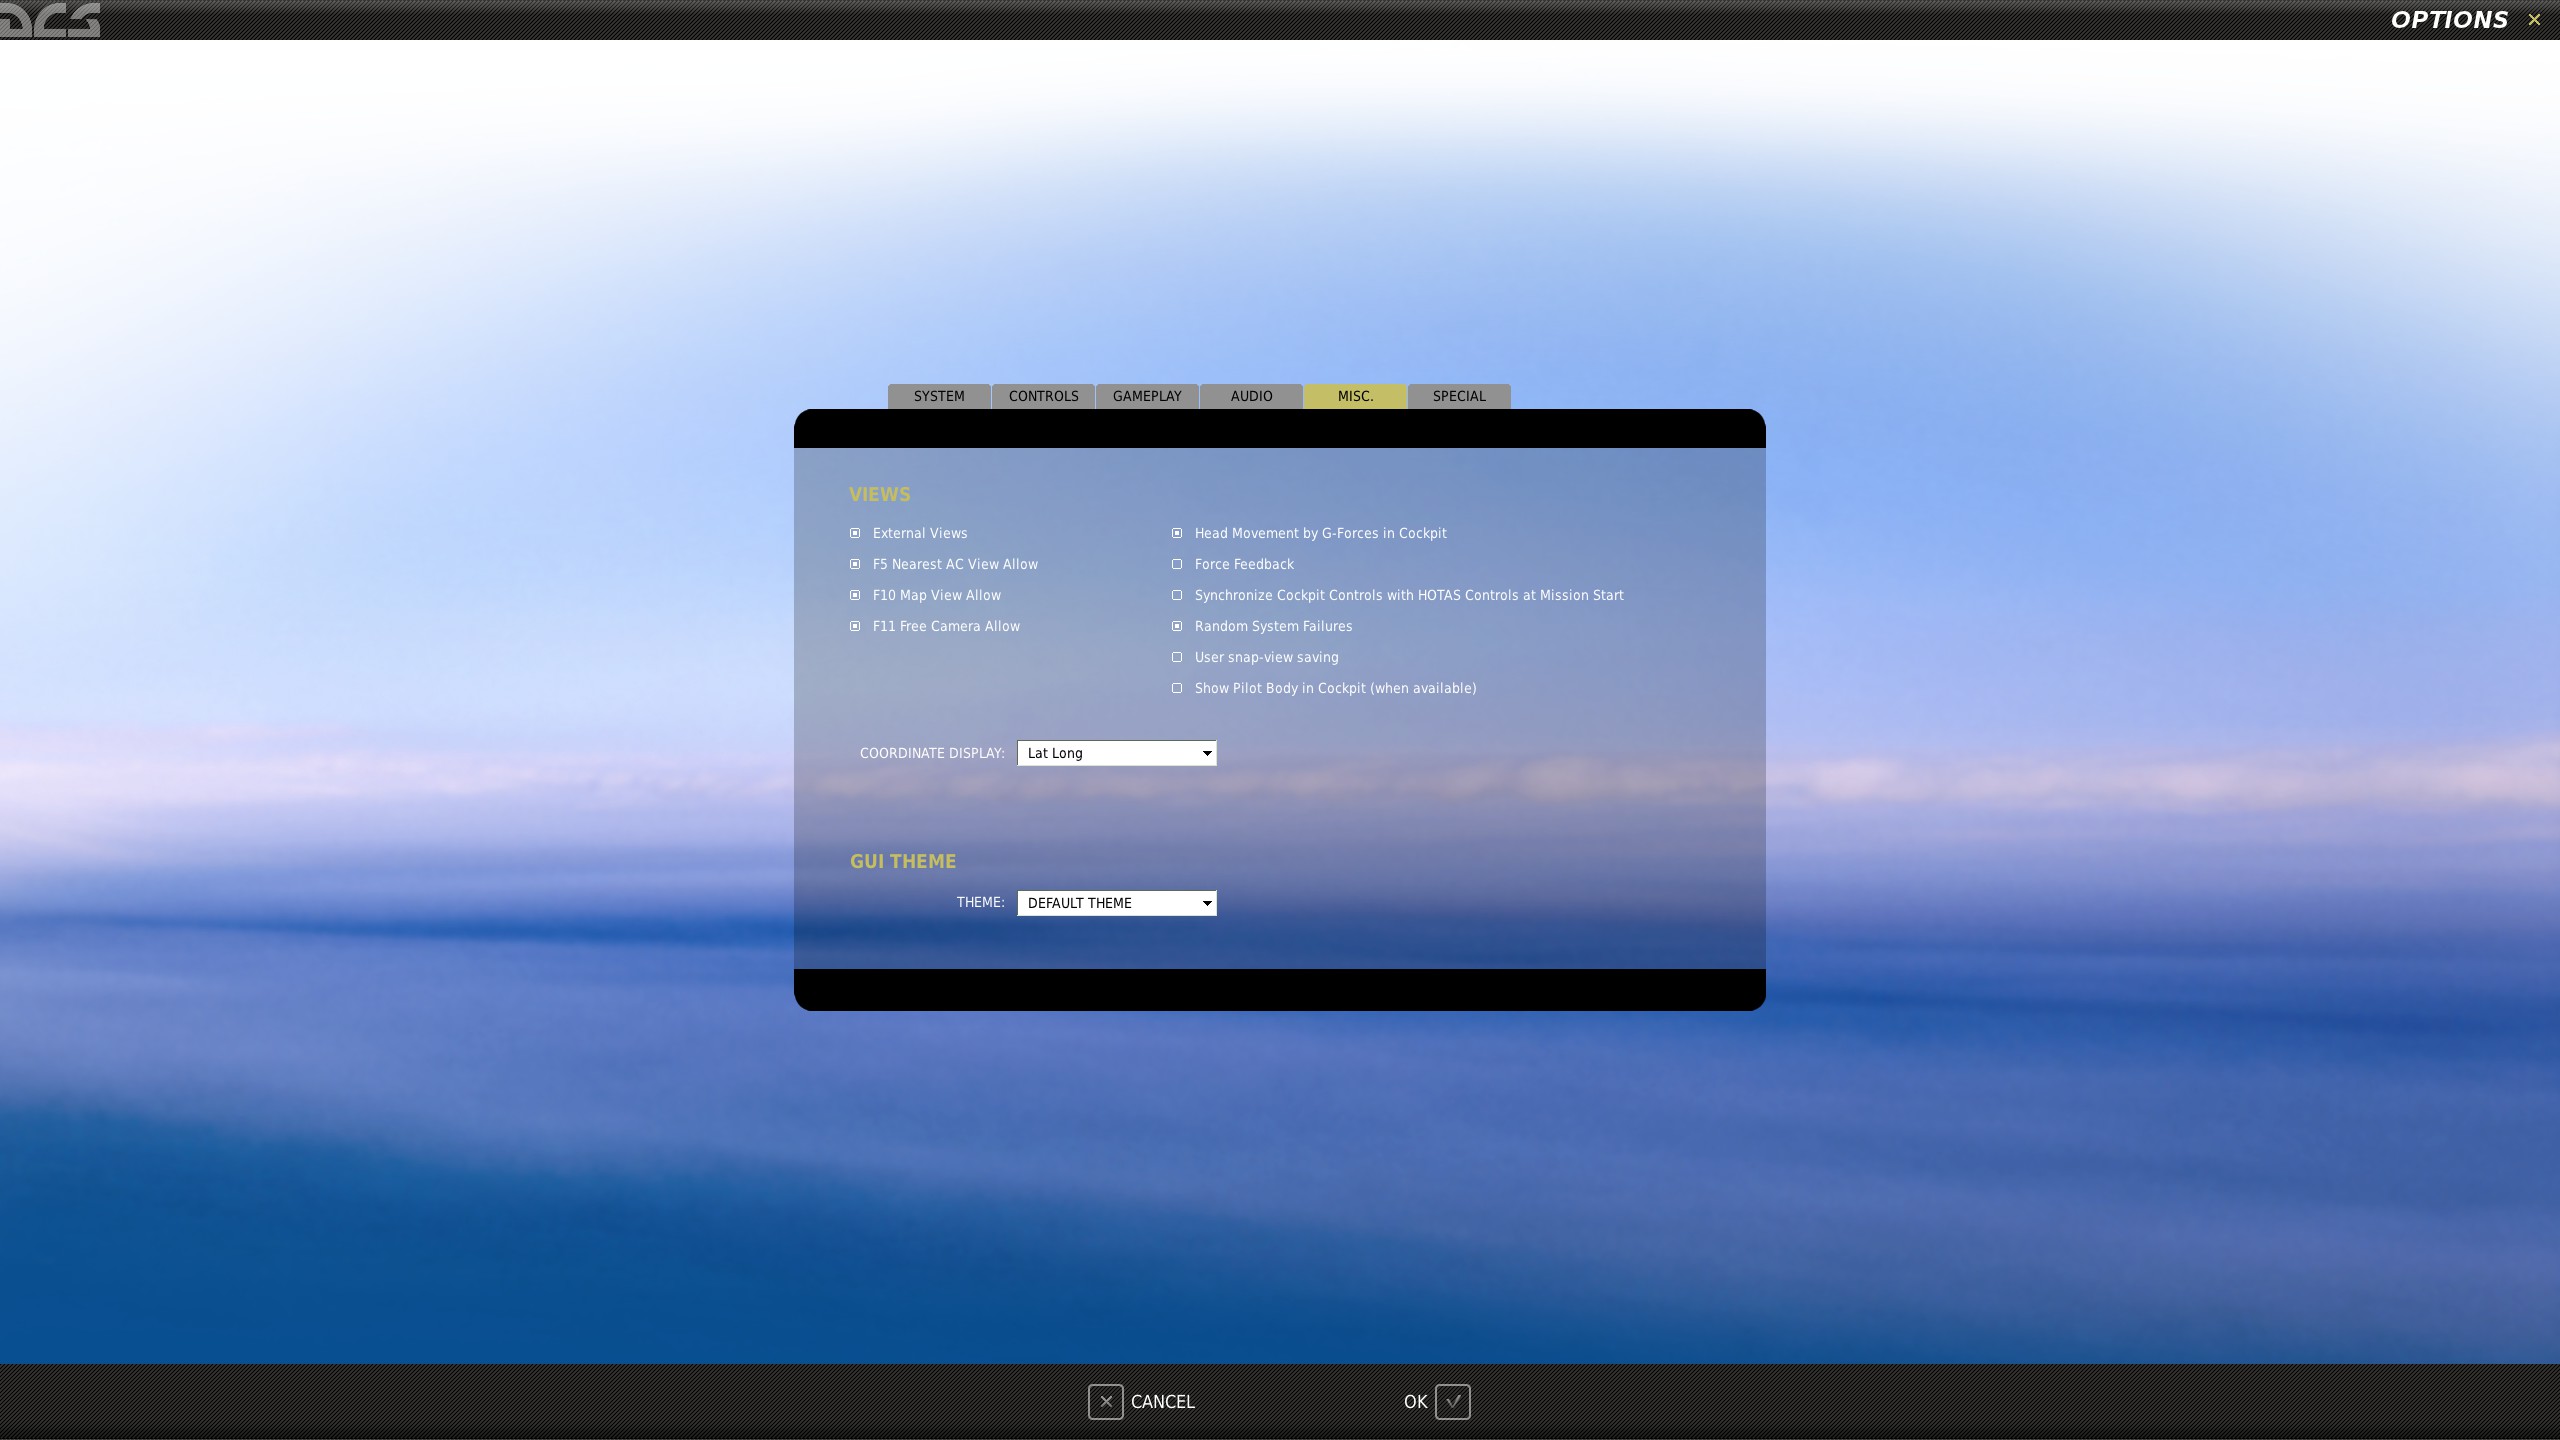 DCS
OPTIONS
SYSTEM CONTROLS GAMEPLAY AUDIO MISC. SPECIAL
VIEWS
External Views
F5 Nearest AC View Allow
F10 Map View Allow
F11 Free Camera Allow
Head Movement by G-Forces in Cockpit
Force Feedback
Synchronize Cockpit Controls with HOTAS Controls at Mission Start
Random System Failures
User snap-view saving
Show Pilot Body in Cockpit (when available)
COORDINATE DISPLAY: Lat Long
GUI THEME
THEME: DEFAULT THEME
CANCEL OK